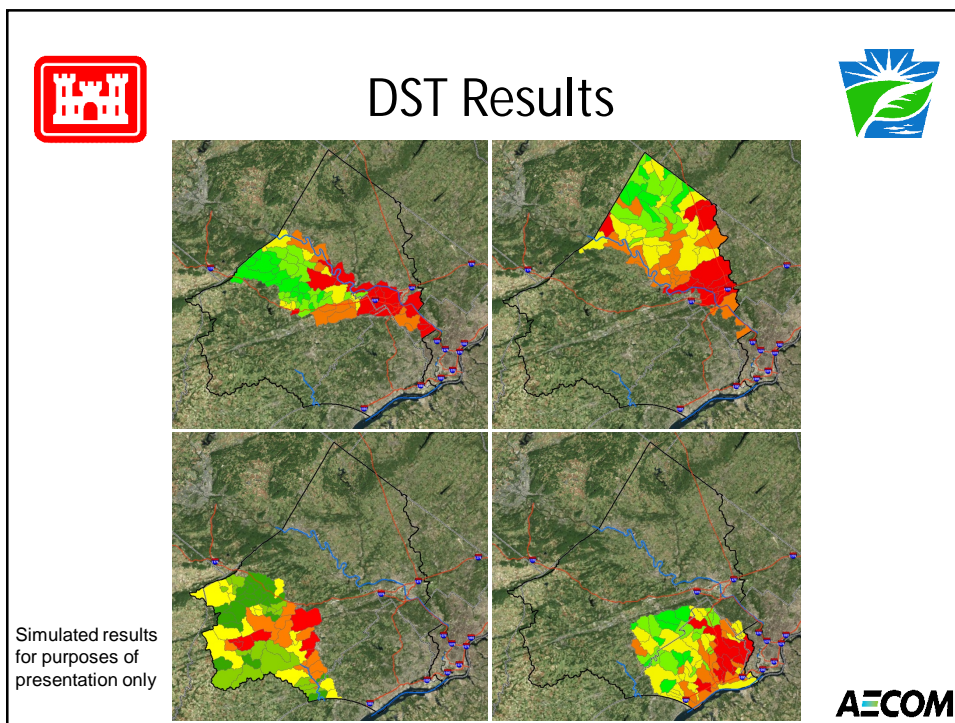 DST Results
Simulated results
for purposes of
presentation only
AECOM